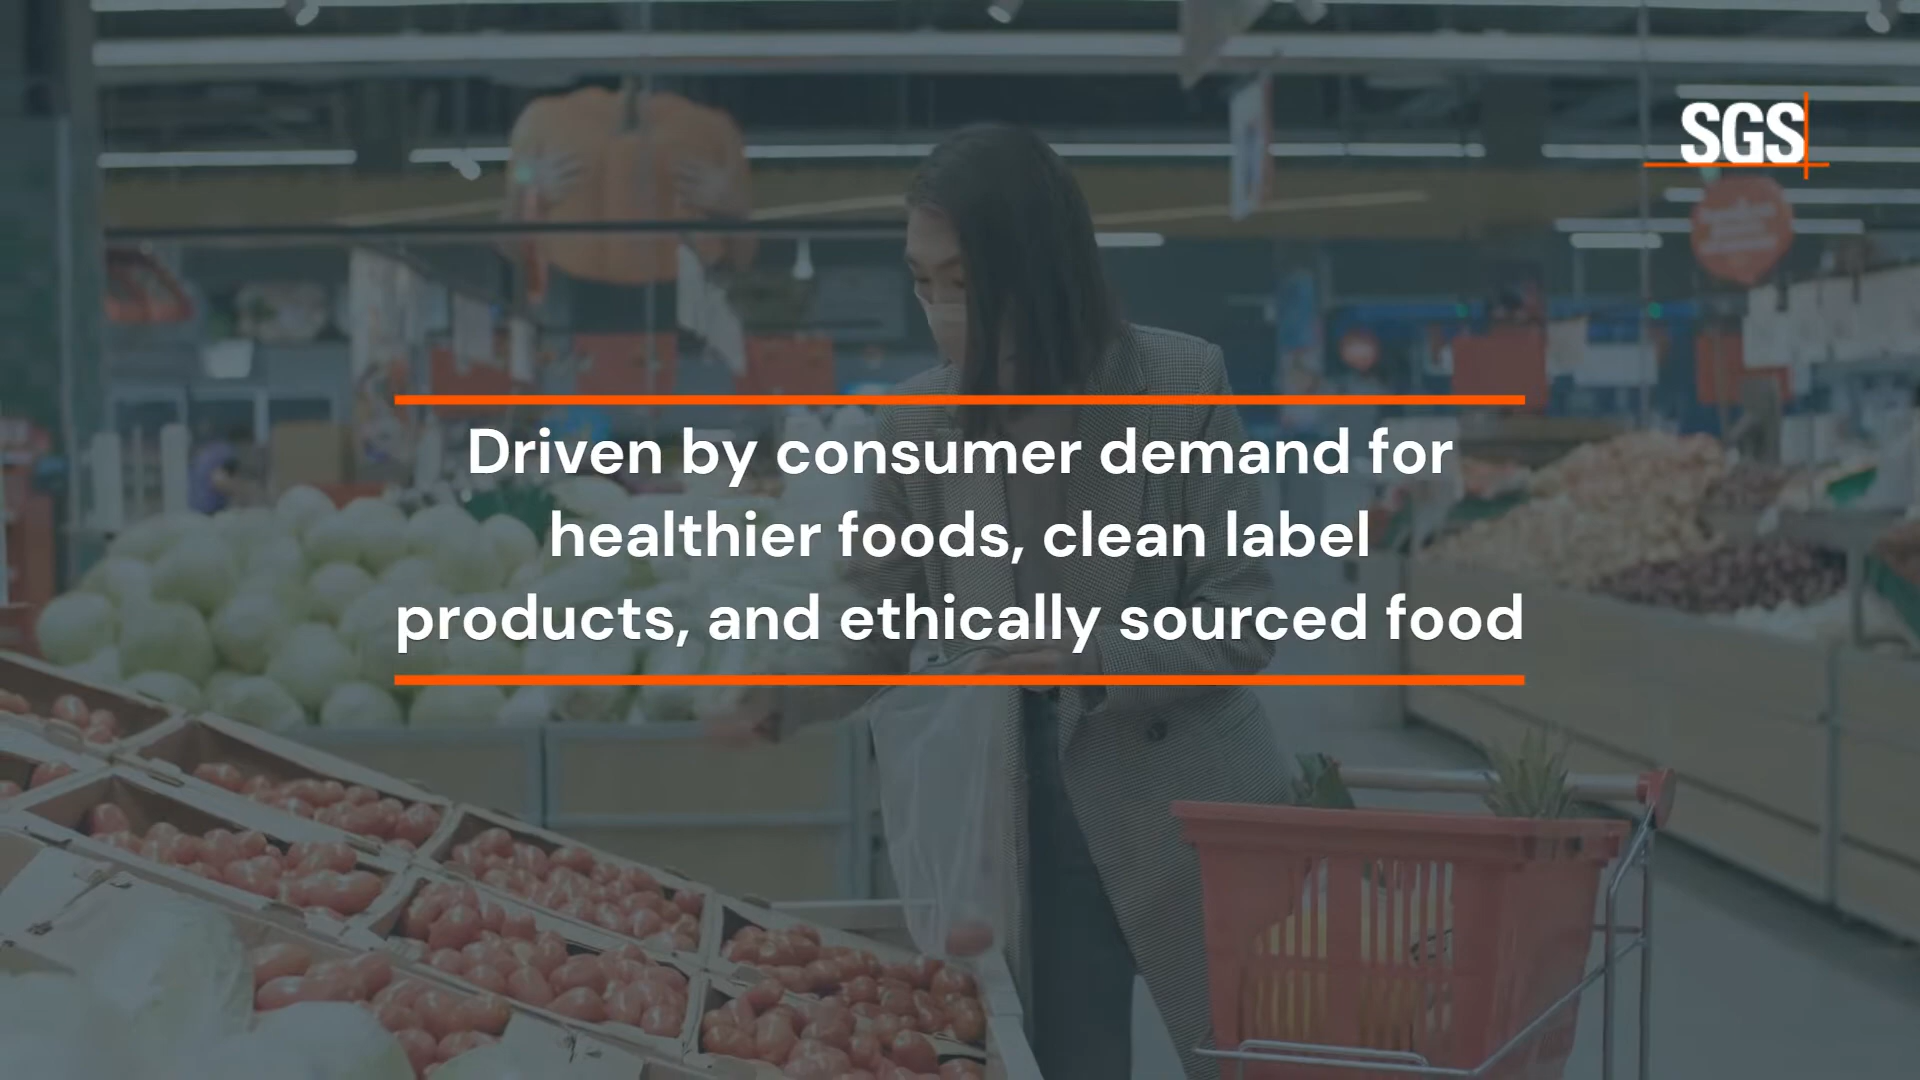 SGS
Driven by consumer demand for
healthier foods, clean label
products, and ethically sourced food